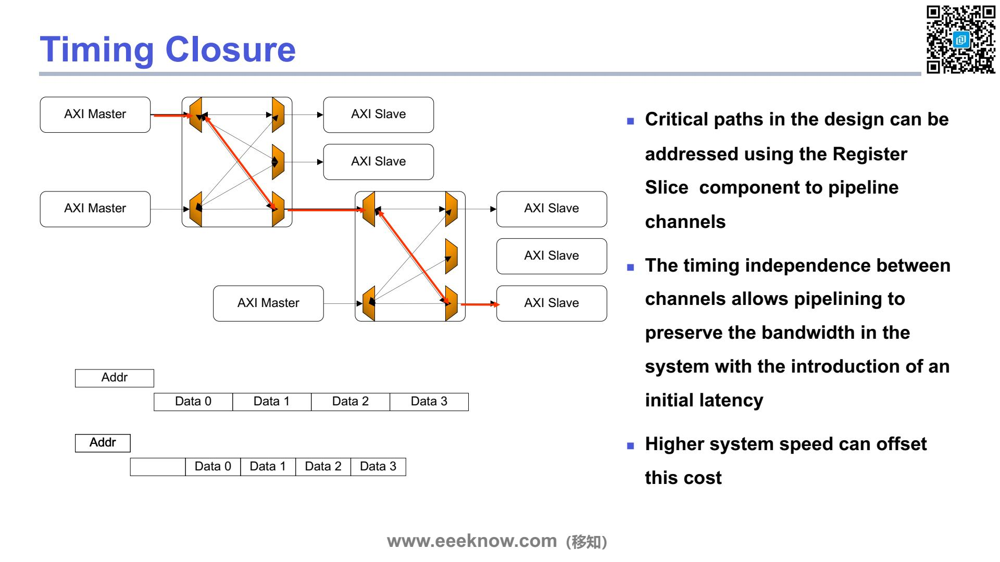 Timing Closure
AXI Master
AXI Slave
AXI Slave
AXI Master
AXI Slave
AXI Slave
AXI Master
AXI Slave
Addr
Data 0 Data 1 Data 2 Data 3
Addr
Data 0 Data 1 Data 2 Data 3
Critical paths in the design can be
addressed using the Register
Slice component to pipeline
channels
The timing independence between
channels allows pipelining to
preserve the bandwidth in the
system with the introduction of an
initial latency
Higher system speed can offset
this cost
www.eeeknow.com (移知)